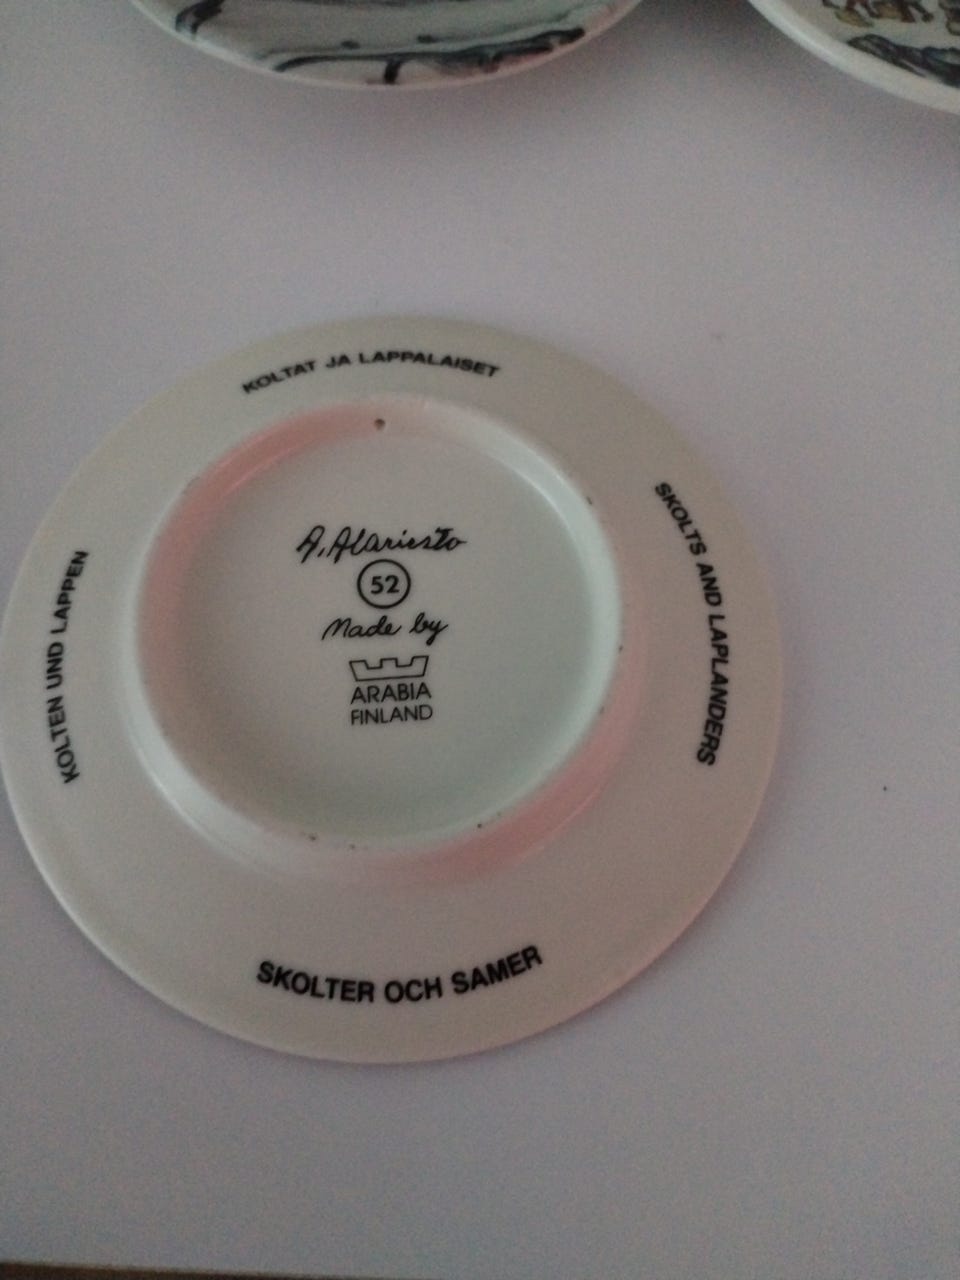 KOLTAT JA LAPPALAISET
SKOLTS AND LAPLANDERS
KOLTEN UND LAPPEN
A. Alariesto
52
Made by
ARABIA
FINLAND
SKOLTER OCH SAMER